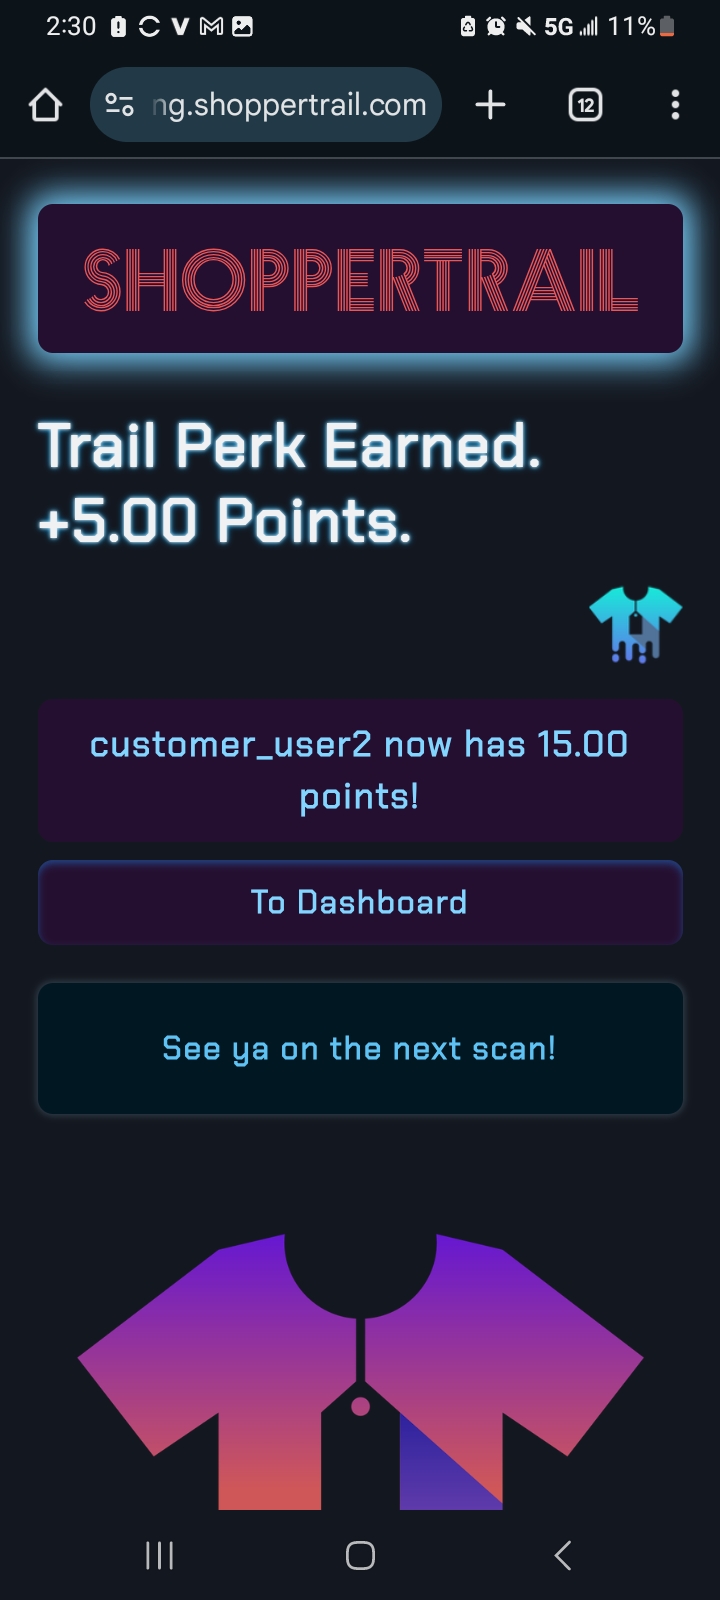 2:30
5G 11%
ng.shoppertrail.com
12
SHOPPERTRAIL
Trail Perk Earned.
+5.00 Points.
customer_user2 now has 15.00
points!
To Dashboard
See ya on the next scan!